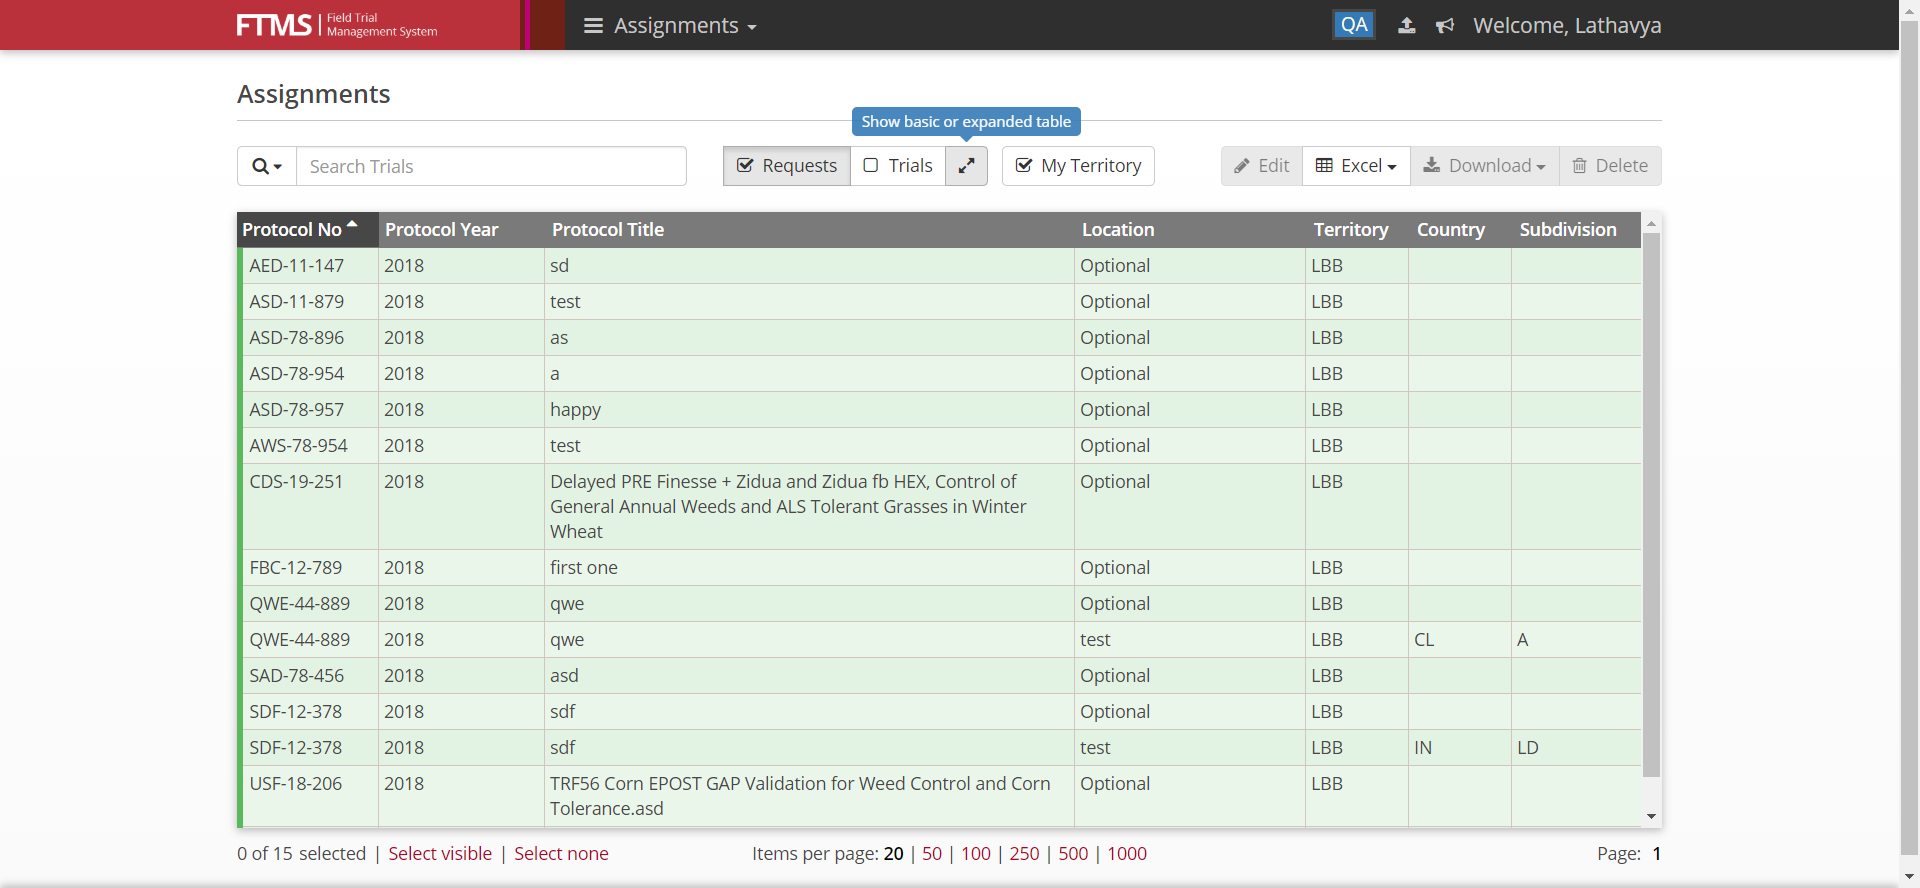 FTMS | Field Trial Management System
Assignments
QA
Welcome, Lathavya
Assignments
Show basic or expanded table
Search Trials
Requests
Trials
My Territory
Edit
Excel
Download
Delete
Protocol No Protocol Year Protocol Title Location Territory Country Subdivision
AED-11-147 2018 sd Optional LBB
ASD-11-879 2018 test Optional LBB
ASD-78-896 2018 as Optional LBB
ASD-78-954 2018 a Optional LBB
ASD-78-957 2018 happy Optional LBB
AWS-78-954 2018 test Optional LBB
CDS-19-251 2018 Delayed PRE Finesse + Zidua and Zidua fb HEX, Control of Optional LBB
General Annual Weeds and ALS Tolerant Grasses in Winter
Wheat
FBC-12-789 2018 first one Optional LBB
QWE-44-889 2018 qwe Optional LBB
QWE-44-889 2018 qwe test LBB CL A
SAD-78-456 2018 asd Optional LBB
SDF-12-378 2018 sdf Optional LBB
SDF-12-378 2018 sdf test LBB IN LD
USF-18-206 2018 TRF56 Corn EPOST GAP Validation for Weed Control and Corn Optional LBB
Tolerance.asd
0 of 15 selected | Select visible | Select none
Items per page: 20 | 50 | 100 | 250 | 500 | 1000
Page: 1